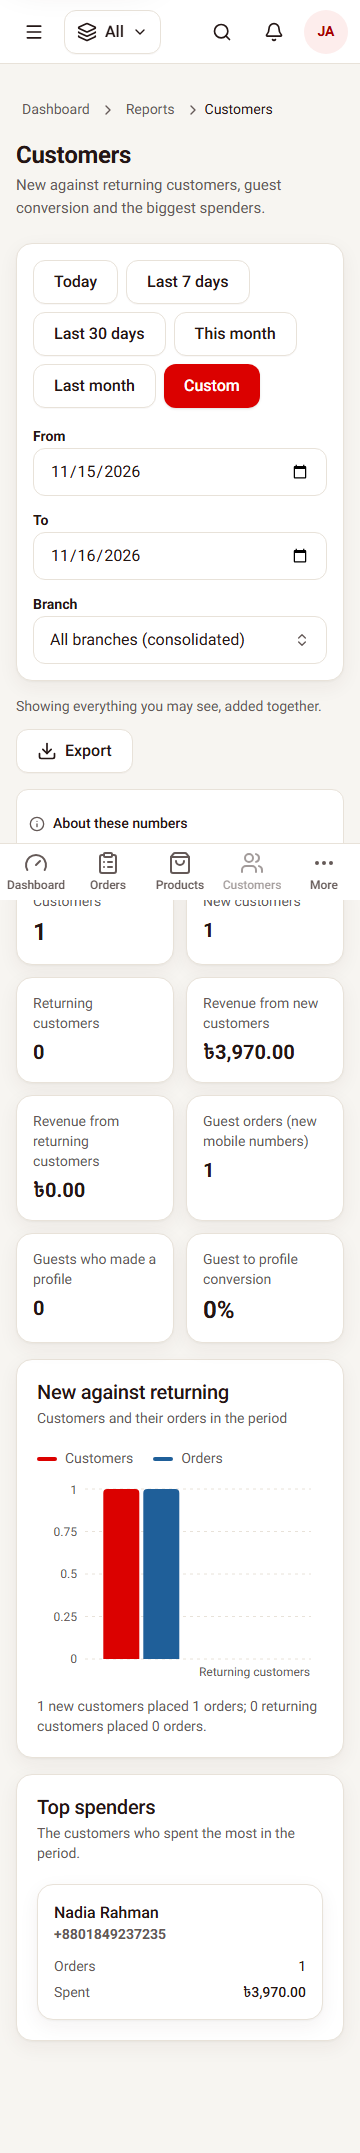 All
JA
Dashboard
Reports
Customers
Customers
New against returning customers, guest
conversion and the biggest spenders.
Today
Last 7 days
Last 30 days
This month
Last month
Custom
From
11/15/2026
To
11/16/2026
Branch
All branches (consolidated)
Showing everything you may see, added together.
Export
About these numbers
Dashboard
Orders
Products
Customers
More
Customers
1
New customers
1
Returning
customers
0
Revenue from new
customers
৳3,970.00
Revenue from
returning
customers
৳0.00
Guest orders (new
mobile numbers)
1
Guests who made a
profile
0
Guest to profile
conversion
0%
New against returning
Customers and their orders in the period
Customers
Orders
1
0.75
0.5
0.25
0
Returning customers
1 new customers placed 1 orders; 0 returning
customers placed 0 orders.
Top spenders
The customers who spent the most in the
period.
Nadia Rahman
+8801849237235
Orders
1
Spent
৳3,970.00